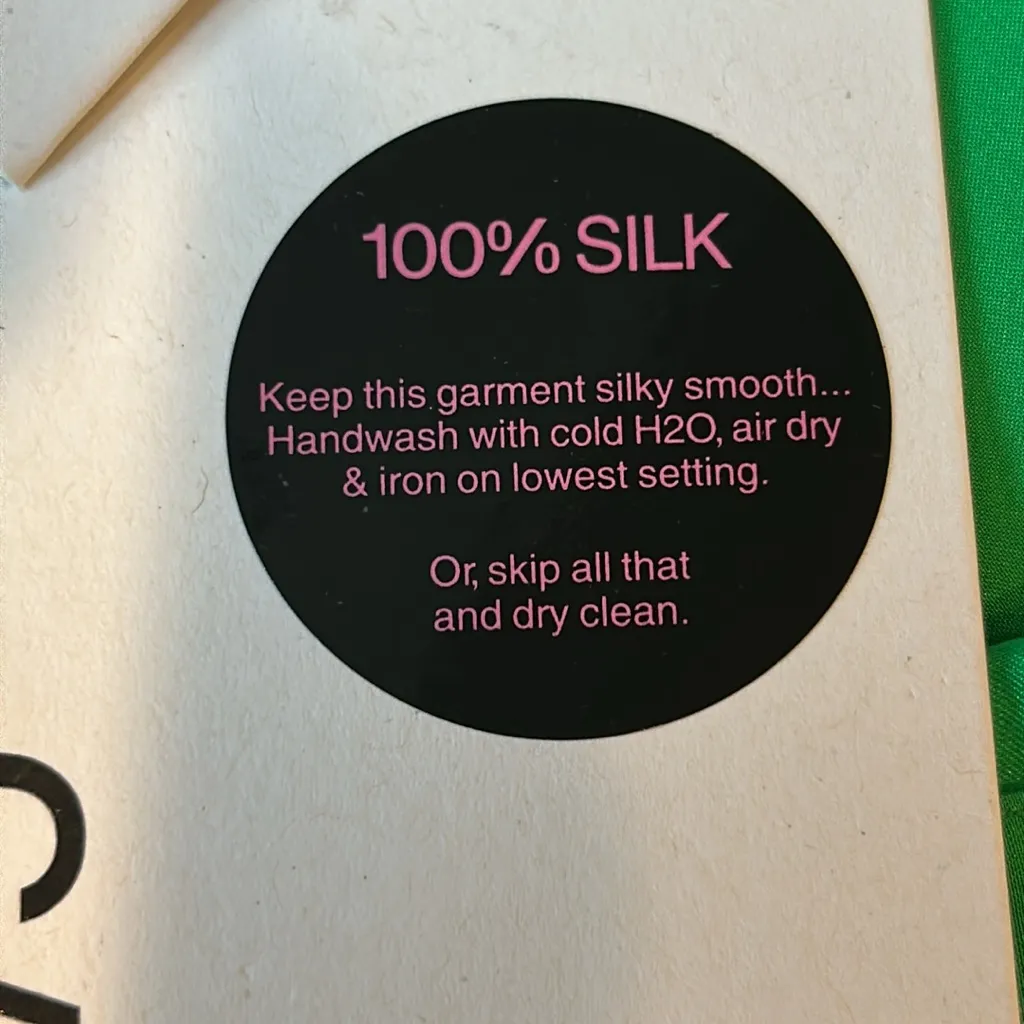 100% SILK
Keep this garment silky smooth...
Handwash with cold H2O, air dry
& iron on lowest setting.
Or, skip all that
and dry clean.